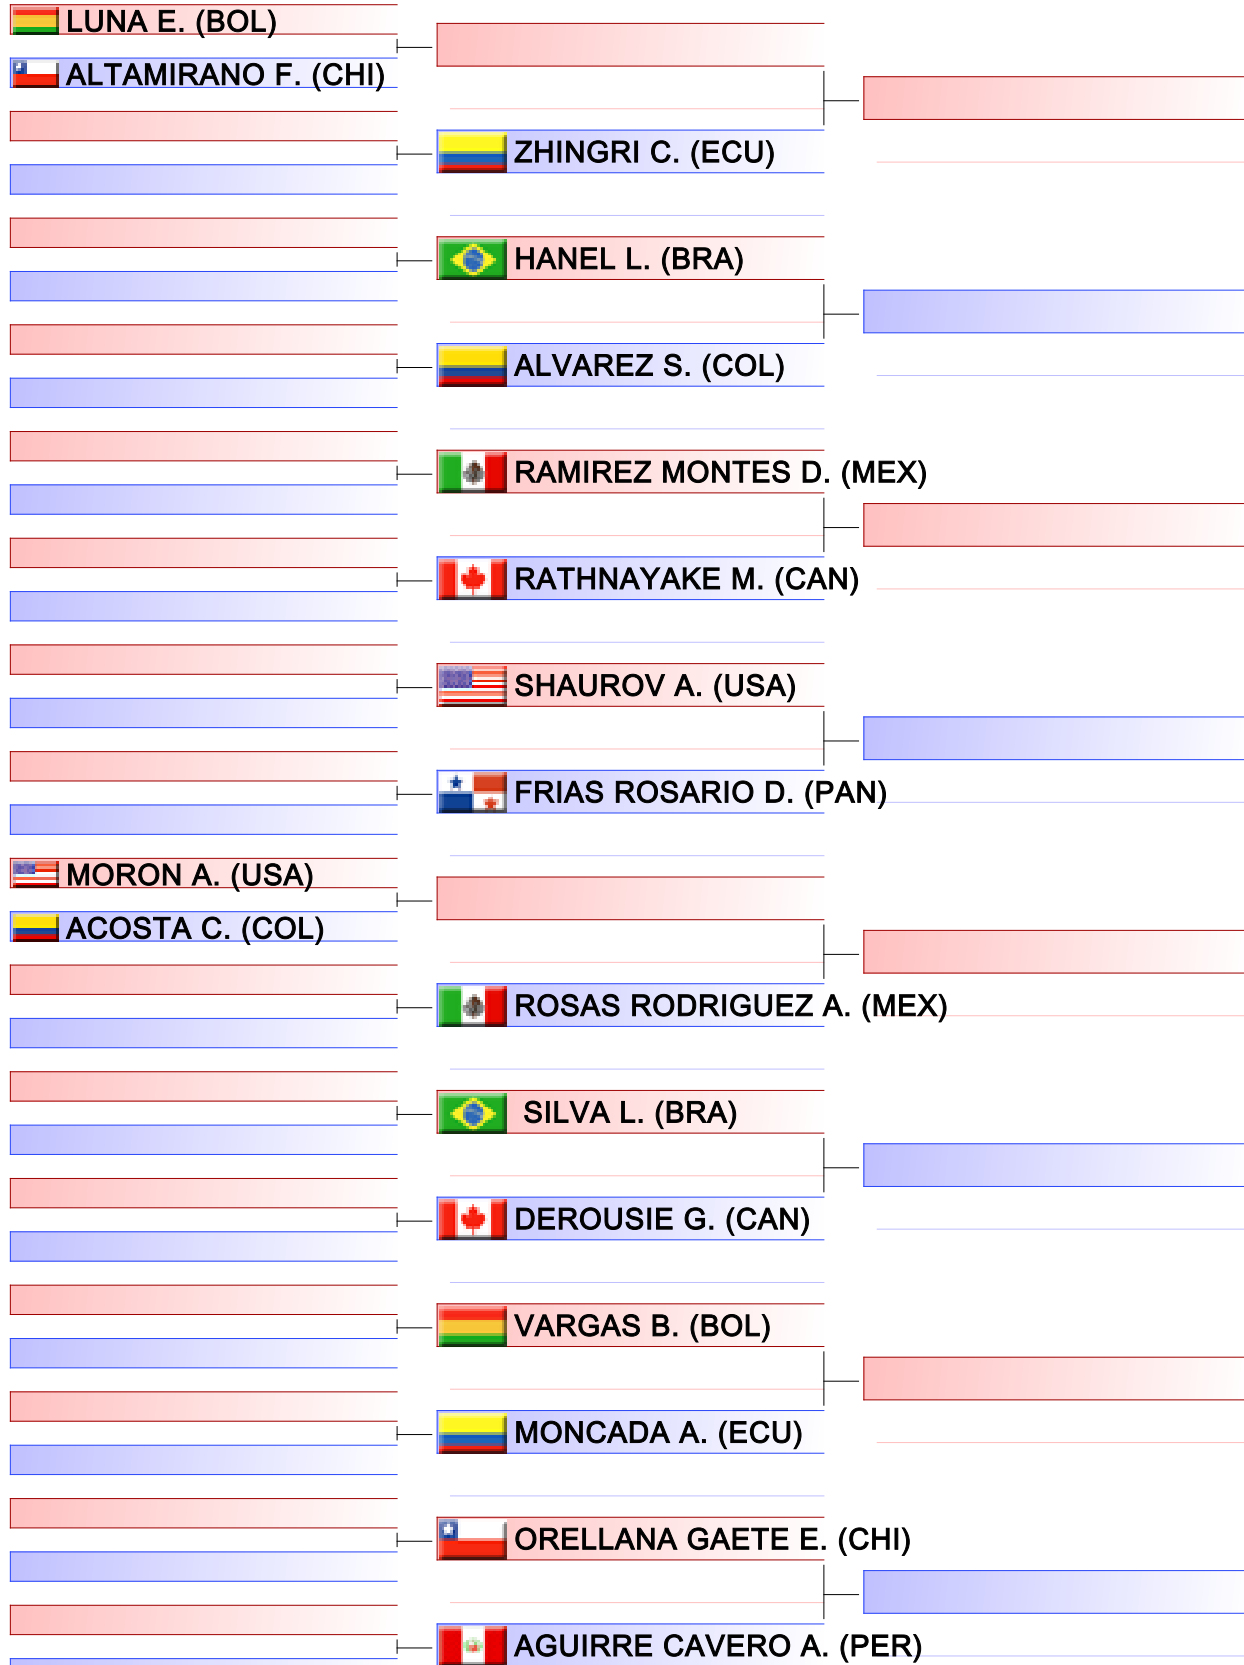 LUNA E. (BOL)
ALTAMIRANO F. (CHI)
ZHINGRI C. (ECU)
HANEL L. (BRA)
ALVAREZ S. (COL)
RAMIREZ MONTES D. (MEX)
RATHNAYAKE M. (CAN)
SHAUROV A. (USA)
FRIAS ROSARIO D. (PAN)
MORON A. (USA)
ACOSTA C. (COL)
ROSAS RODRIGUEZ A. (MEX)
SILVA L. (BRA)
DEROUSIE G. (CAN)
VARGAS B. (BOL)
MONCADA A. (ECU)
ORELLANA GAETE E. (CHI)
AGUIRRE CAVERO A. (PER)